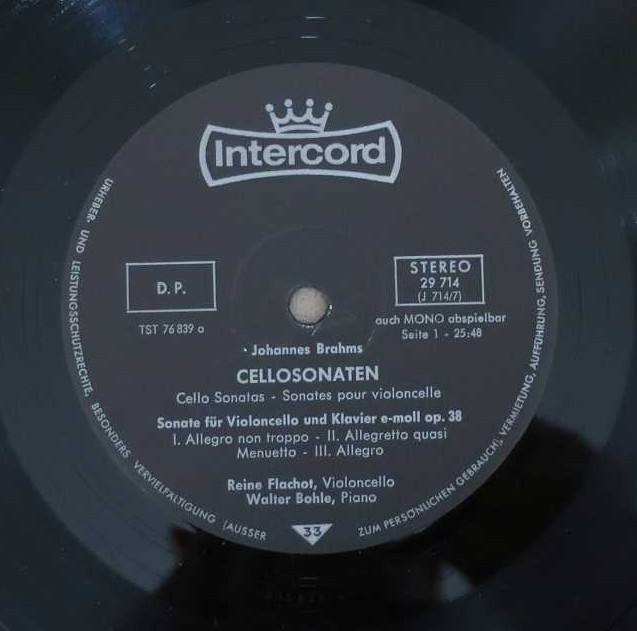 Intercord
D. P.
TST 76 839 a
STEREO
29 714
(J 714/7)
auch MONO abspielbar
Seite 1 - 25:48
Johannes Brahms
CELLOSONATEN
Cello Sonatas - Sonates pour violoncelle
Sonate für Violoncello und Klavier e-moll op. 38
I. Allegro non troppo - II. Allegretto quasi
Menuetto - III. Allegro
Reine Flachot, Violoncello
Walter Bohle, Piano
33
URHEBER- UND LEISTUNGSSCHUTZRECHTE, BESONDERS VERVIELFÄLTIGUNG (AUSSER ZUM PERSÖNLICHEN GEBRAUCH), VERMIETUNG, AUFFÜHRUNG, SENDUNG VORBEHALTEN